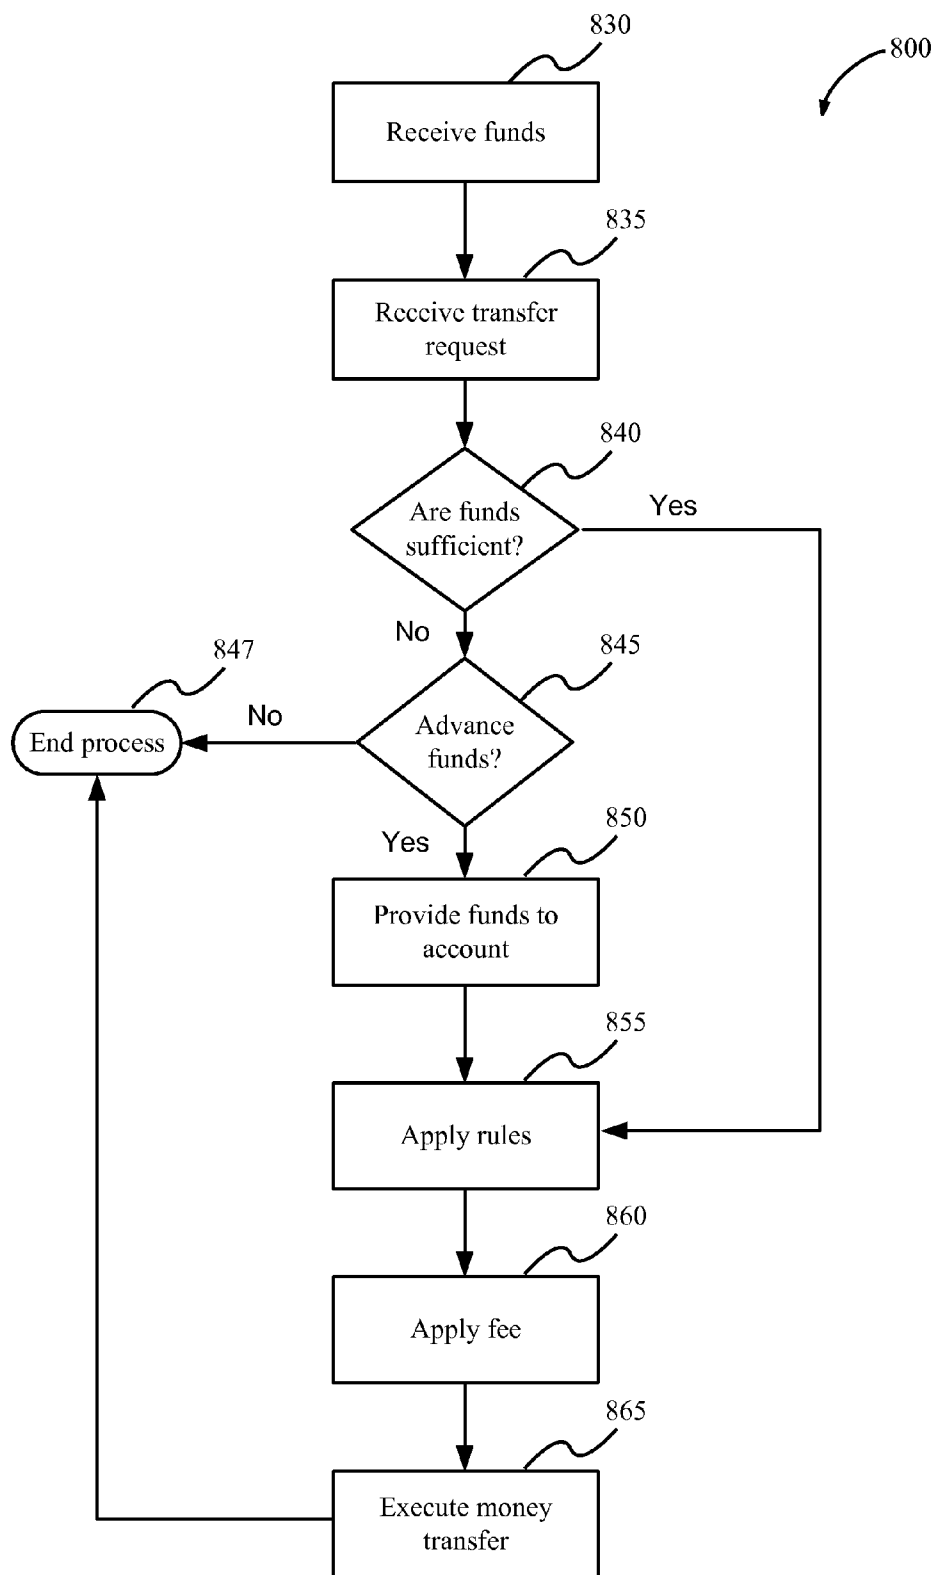 830
800
Receive funds
835
Receive transfer
request
840
Are funds
sufficient?
Yes
No
845
847
End process
No
Advance
funds?
Yes
850
Provide funds to
account
855
Apply rules
860
Apply fee
865
Execute money
transfer